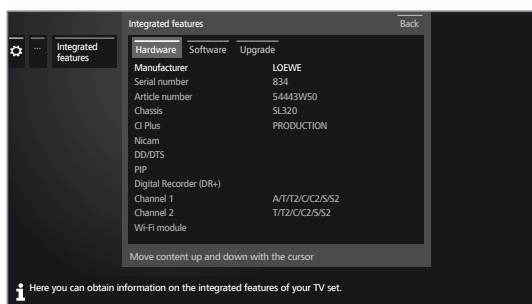 Integrated features
Back
...
Integrated
features
Hardware Software Upgrade
Manufacturer LOEWE
Serial number 834
Article number 54443W50
Chassis SL320
CI Plus PRODUCTION
Nicam
DD/DTS
PIP
Digital Recorder (DR+)
Channel 1 A/T/T2/C/C2/S/S2
Channel 2 T/T2/C/C2/S/S2
Wi-Fi module
Move content up and down with the cursor
Here you can obtain information on the integrated features of your TV set.